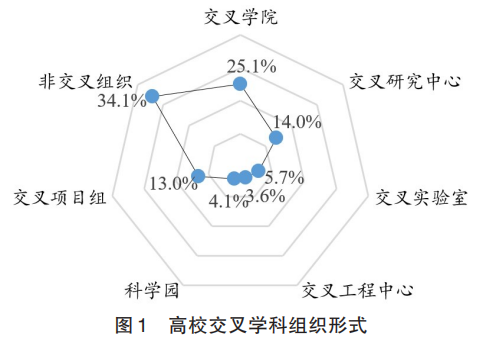 交叉学院
25.1%
非交叉组织
交叉研究中心
34.1%
14.0%
13.0%
5.7%
交叉项目组
4.1%
3.6%
交叉实验室
科学园
交叉工程中心
图1 高校交叉学科组织形式